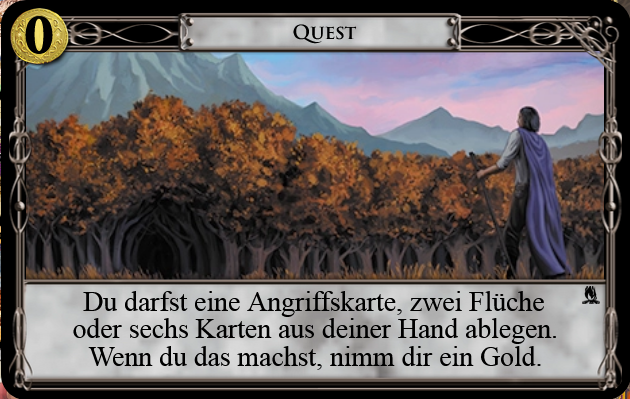 0
Quest
Du darfst eine Angriffskarte, zwei Flüche
oder sechs Karten aus deiner Hand ablegen.
Wenn du das machst, nimm dir ein Gold.